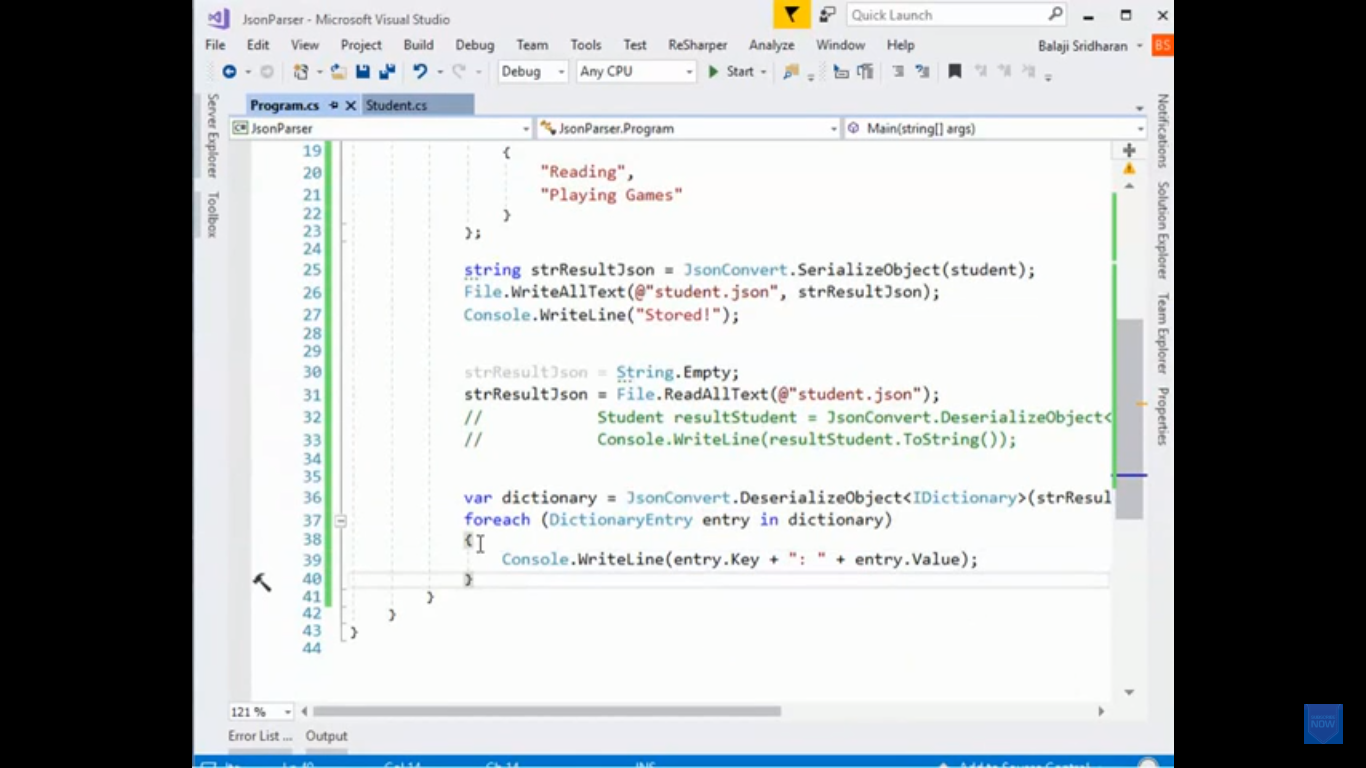 JsonParser - Microsoft Visual Studio
Quick Launch
File Edit View Project Build Debug Team Tools Test ReSharper Analyze Window Help
Balaji Sridharan BS
Debug Any CPU Start
Program.cs Student.cs
JsonParser JsonParser.Program Main(string[] args)
Server Explorer
Toolbox
19 {
20 "Reading",
21 "Playing Games"
22 }
23 };
24
25 string strResultJson = JsonConvert.SerializeObject(student);
26 File.WriteAllText(@"student.json", strResultJson);
27 Console.WriteLine("Stored!");
28
29
30 strResultJson = String.Empty;
31 strResultJson = File.ReadAllText(@"student.json");
32 // Student resultStudent = JsonConvert.DeserializeObject<
33 // Console.WriteLine(resultStudent.ToString());
34
35
36 var dictionary = JsonConvert.DeserializeObject<IDictionary>(strResul
37 foreach (DictionaryEntry entry in dictionary)
38 {
39 Console.WriteLine(entry.Key + ": " + entry.Value);
40 }
41 }
42 }
43 }
44
Notifications
Solution Explorer
Team Explorer
Properties
121 %
Error List ... Output
NOW